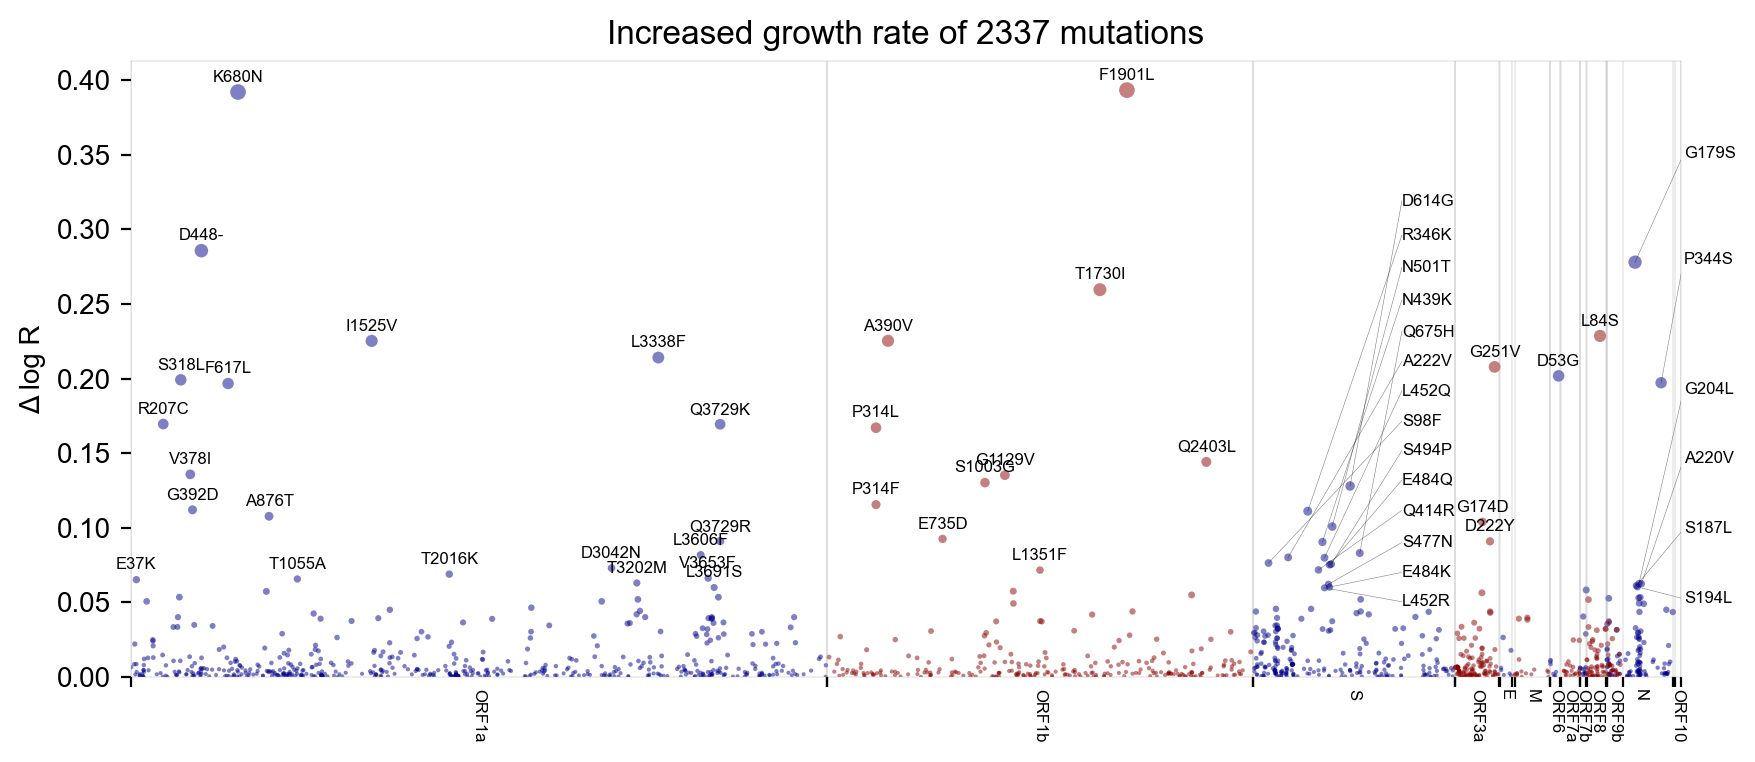 Increased growth rate of 2337 mutations
Δ log R
0.40
0.35
0.30
0.25
0.20
0.15
0.10
0.05
0.00
K680N
F1901L
G179S
D614G
D448-
R346K
P344S
N501T
T1730I
N439K
I1525V
A390V
L84S
Q675H
L3338F
G251V
D53G
A222V
S318L
F617L
L452Q
G204L
R207C
Q3729K
P314L
S98F
V378I
G1129V
S1003G
Q2403L
S494P
A220V
G392D
A876T
P314F
E484Q
Q414R
G174D
D222Y
Q3729R
E735D
S187L
L3606F
S477N
E37K
T1055A
T2016K
D3042N
T3202M
V3653F
L3691S
L1351F
E484K
L452R
S194L
ORF1a
ORF1b
S
ORF3a
E
M
ORF6
ORF7a
ORF7b
ORF8
ORF9b
N
ORF10